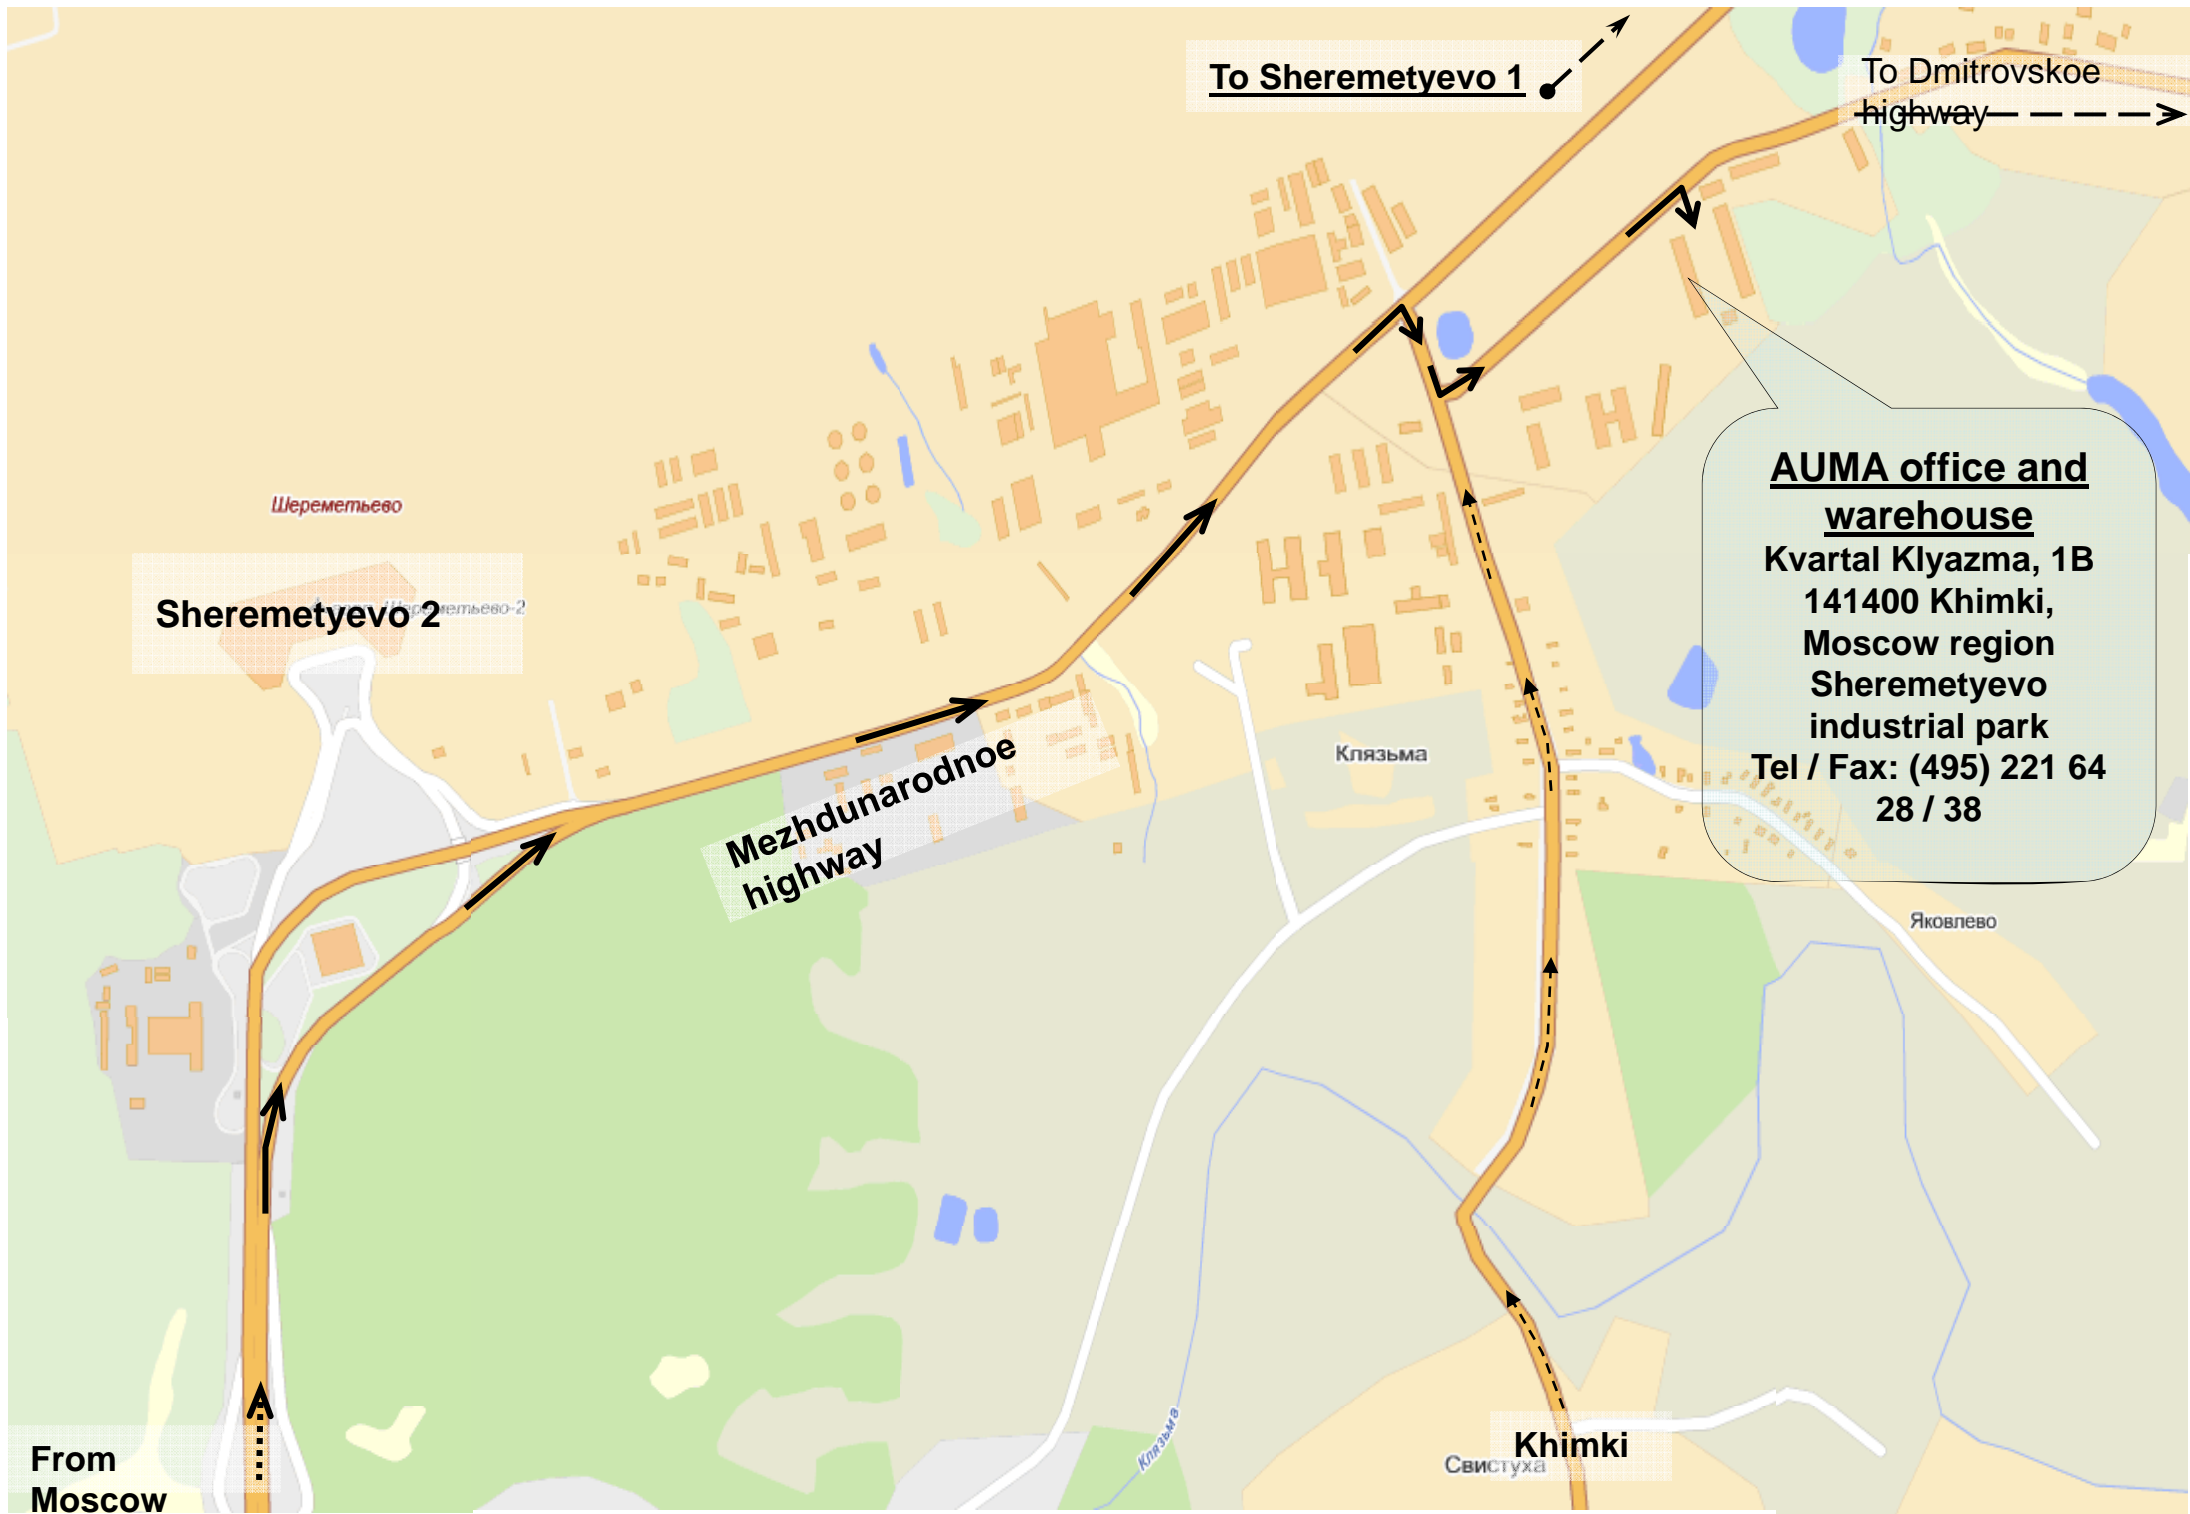 To Sheremetyevo 1
To Dmitrovskoe
highway
Шереметьево
Sheremetyevo 2
Шереметьево-2
AUMA office and
warehouse
Kvartal Klyazma, 1B
141400 Khimki,
Moscow region
Sheremetyevo
industrial park
Tel / Fax: (495) 221 64
28 / 38
Mezhdunarodnoe
highway
Клязьма
Яковлево
Клязьма
Khimki
Свистуха
From
Moscow